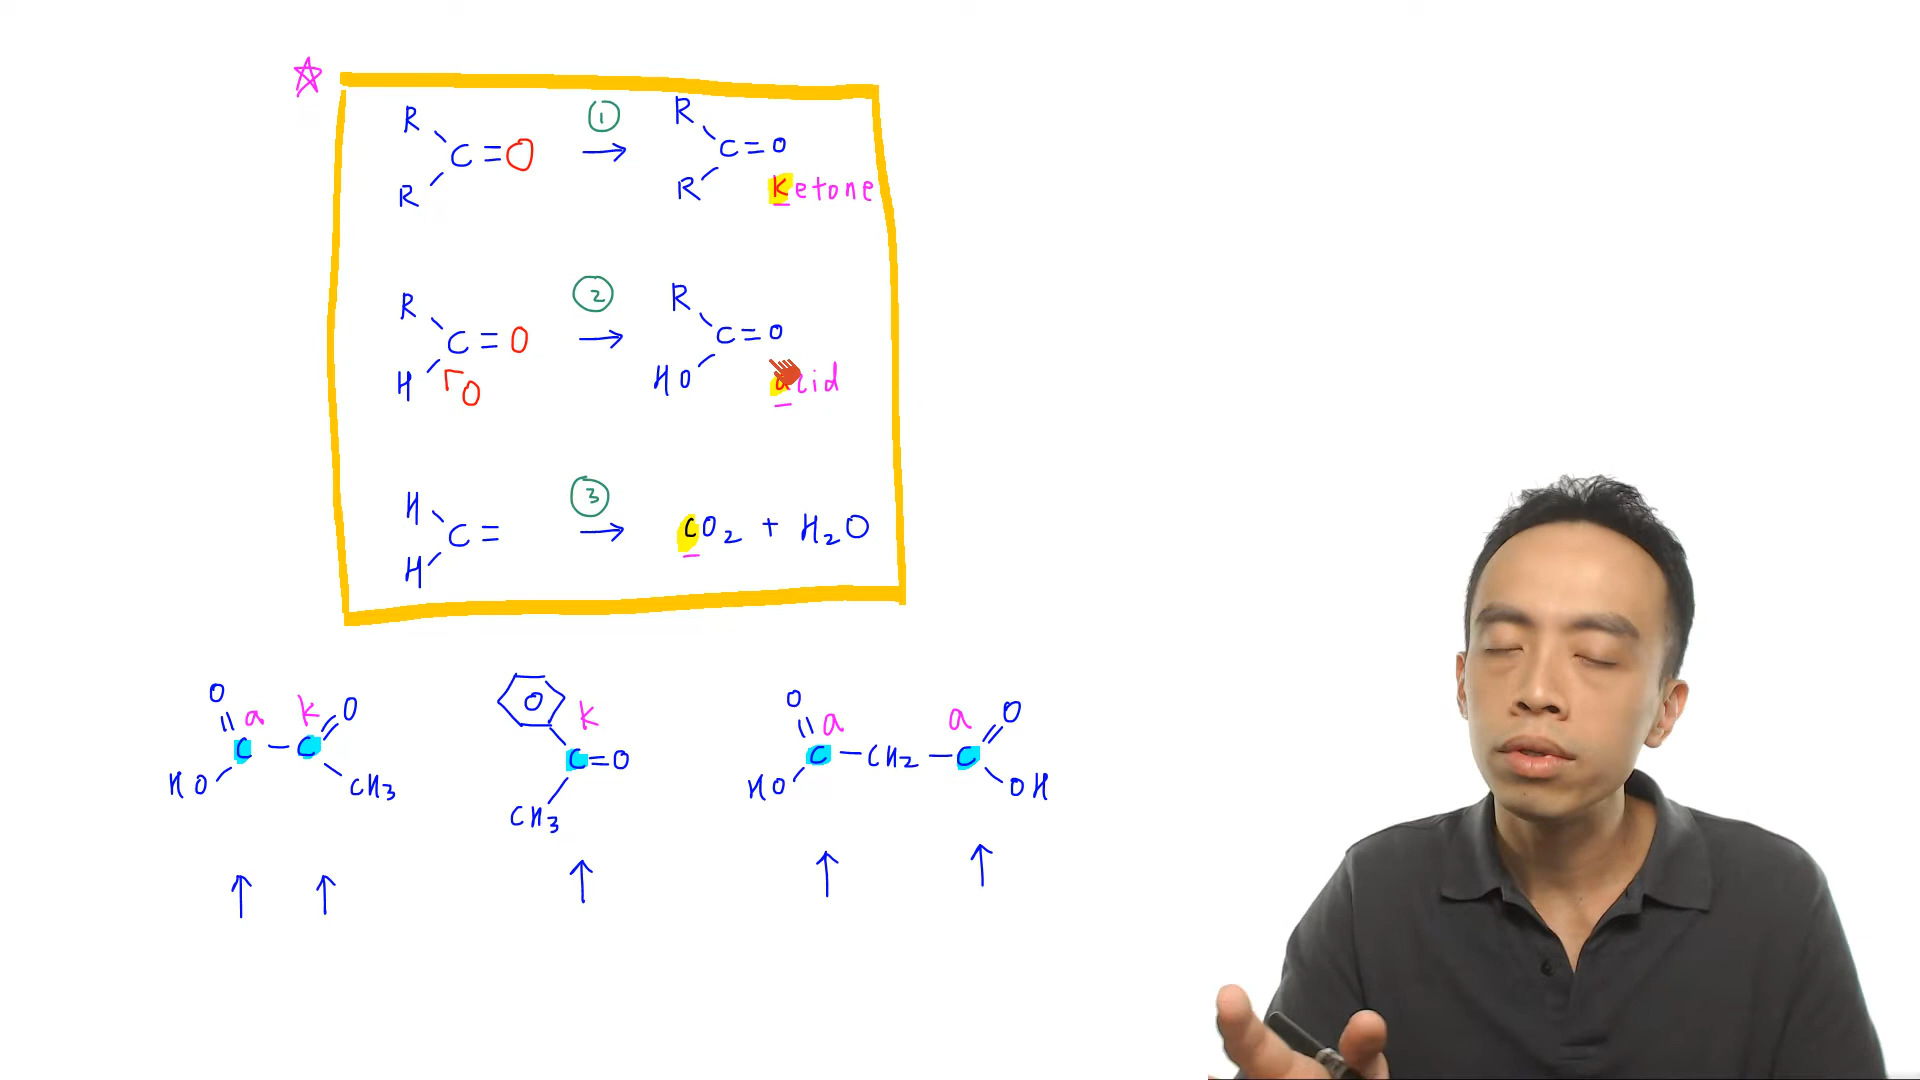 ①
R R
C=O → C=O
R R
Ketone
②
R R
C=O → C=O
H O HO
acid
③
H
C= → CO2 + H2O
H
O a k O
C - C
HO CH3
k
C=O
CH3
O a a O
C - CH2 - C
HO OH
↑ ↑ ↑ ↑ ↑